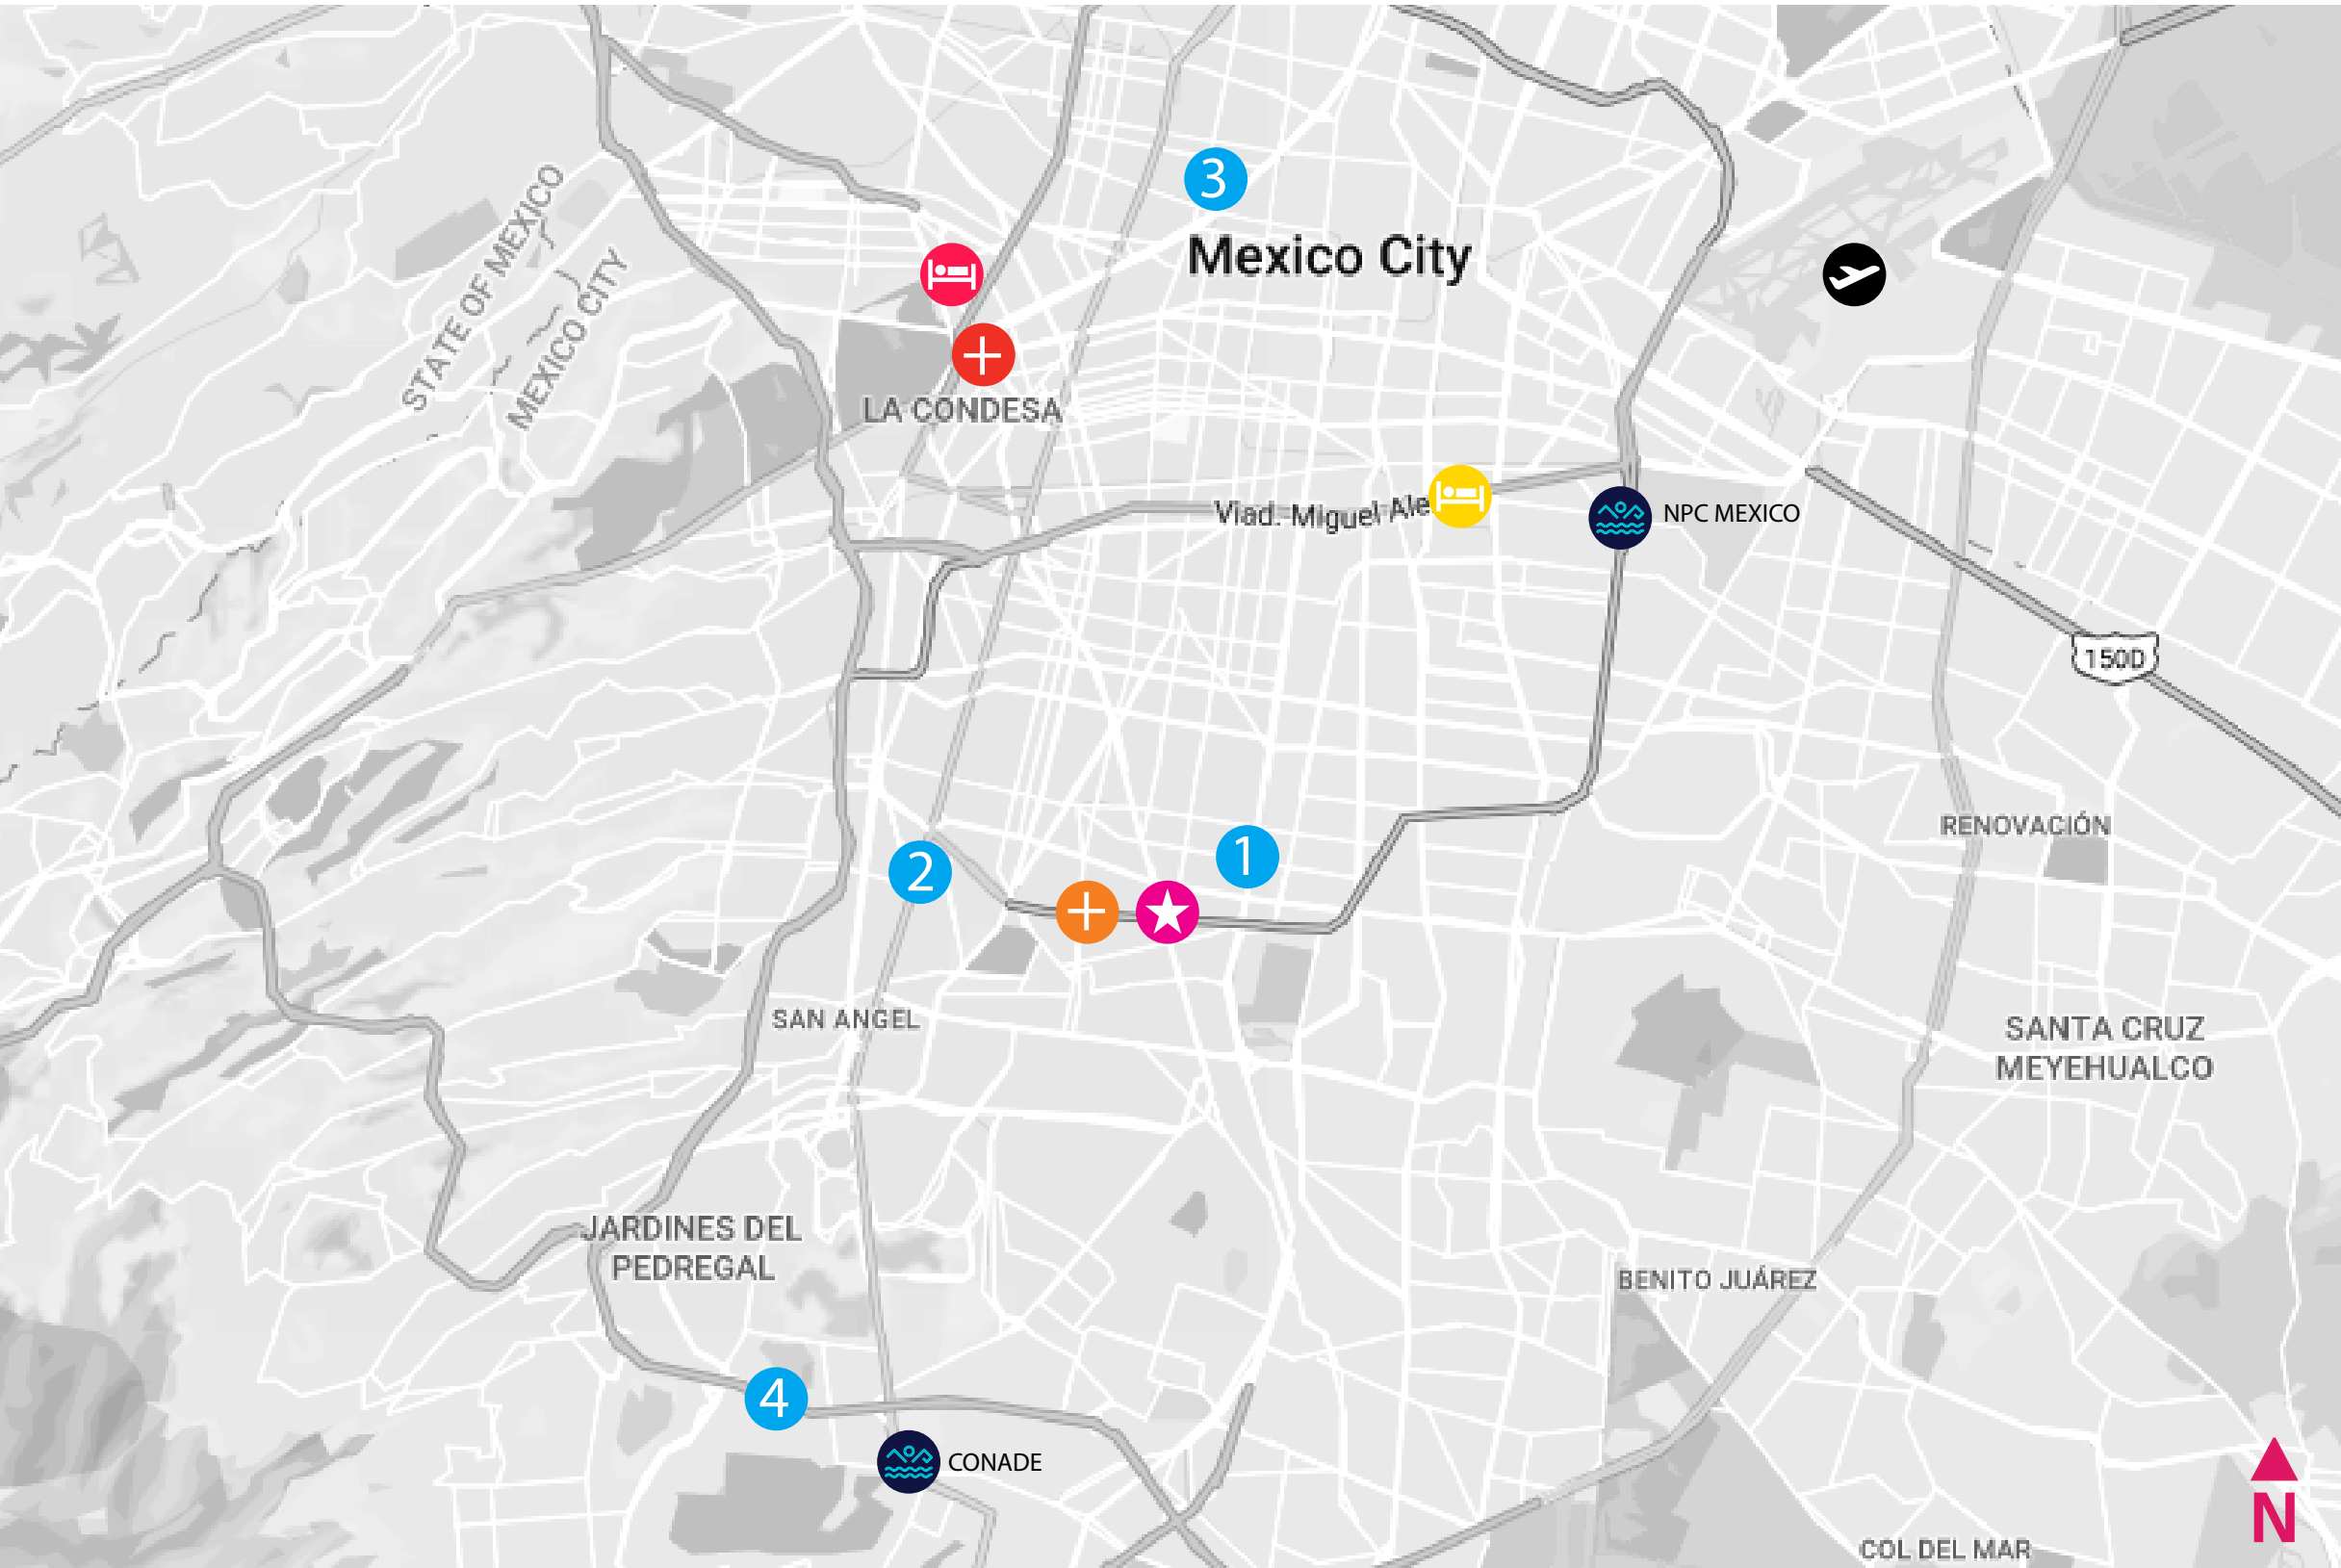 3
STATE OF MEXICO
MEXICO CITY
Mexico City
LA CONDESA
Viad. Miguel Ale
NPC MEXICO
150D
RENOVACIÓN
1
2
SAN ANGEL
SANTA CRUZ
MEYEHUALCO
JARDINES DEL
PEDREGAL
BENITO JUÁREZ
4
CONADE
N
COL DEL MAR